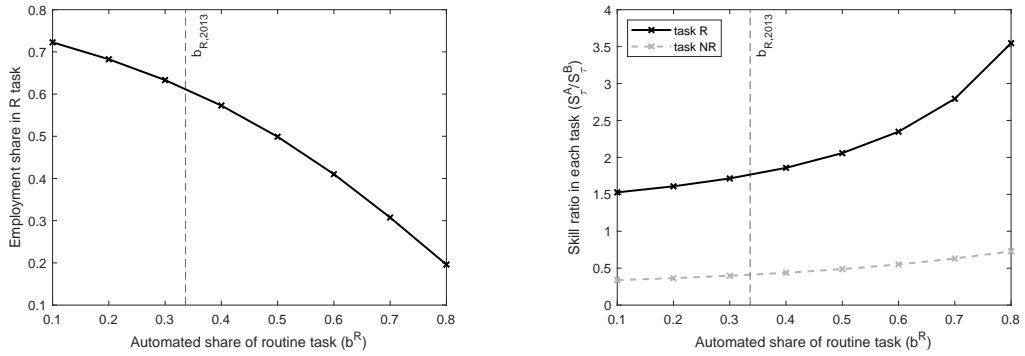 0.8
0.7
0.6
0.5
0.4
0.3
0.2
0.1
Employment share in R task
b_{R,2013}
0.1 0.2 0.3 0.4 0.5 0.6 0.7 0.8
Automated share of routine task (b^R)
4
3.5
3
2.5
2
1.5
1
0.5
0
Skill ratio in each task (S_τ^A/S_τ^B)
task R
task NR
b_{R,2013}
0.1 0.2 0.3 0.4 0.5 0.6 0.7 0.8
Automated share of routine task (b^R)